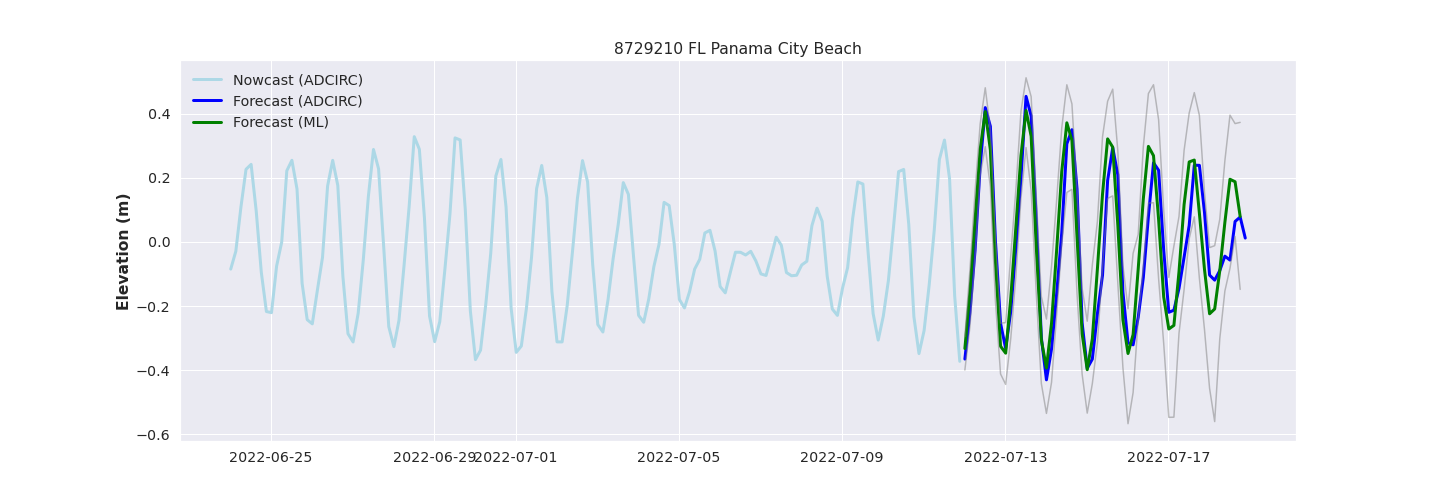 8729210 FL Panama City Beach
Nowcast (ADCIRC)
Forecast (ADCIRC)
Forecast (ML)
Elevation (m)
0.4
0.2
0.0
−0.2
−0.4
−0.6
2022-06-25 2022-06-29 2022-07-01 2022-07-05 2022-07-09 2022-07-13 2022-07-17